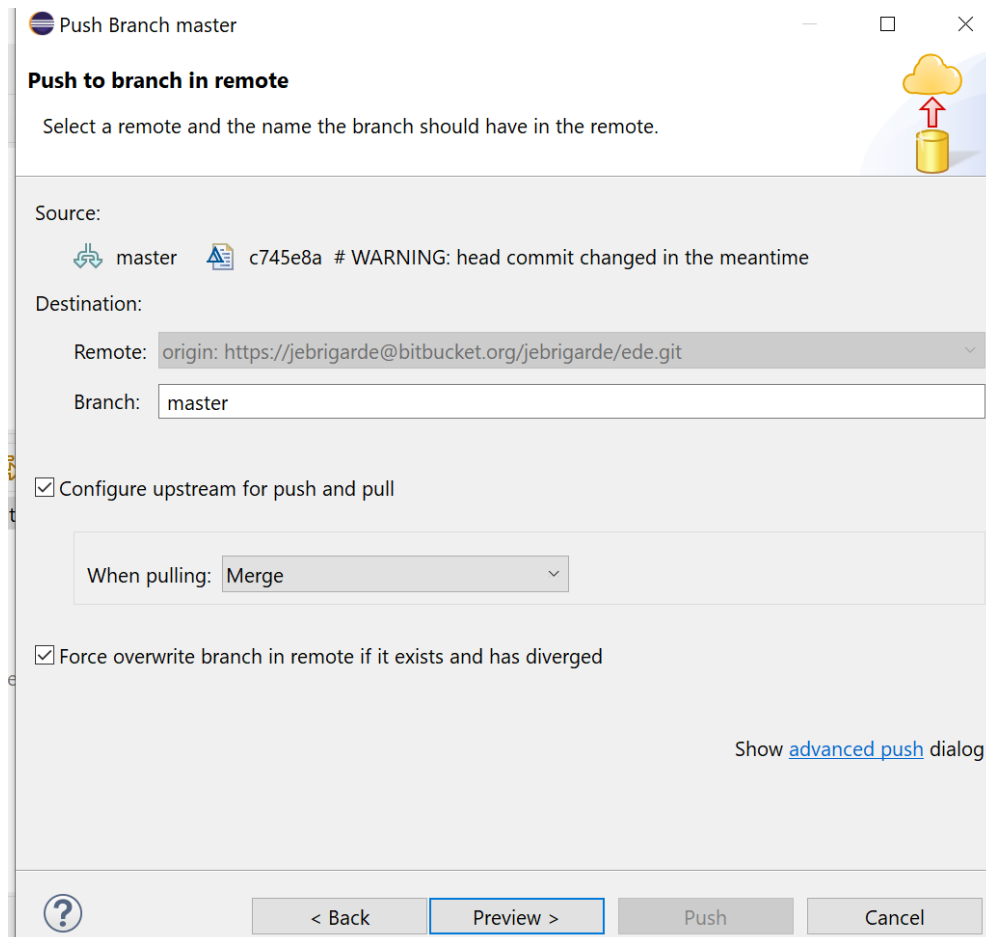 Push Branch master
Push to branch in remote
Select a remote and the name the branch should have in the remote.
Source:
master c745e8a # WARNING: head commit changed in the meantime
Destination:
Remote: origin: https://jebrigarde@bitbucket.org/jebrigarde/ede.git
Branch: master
Configure upstream for push and pull
When pulling: Merge
Force overwrite branch in remote if it exists and has diverged
Show advanced push dialog
? < Back Preview > Push Cancel